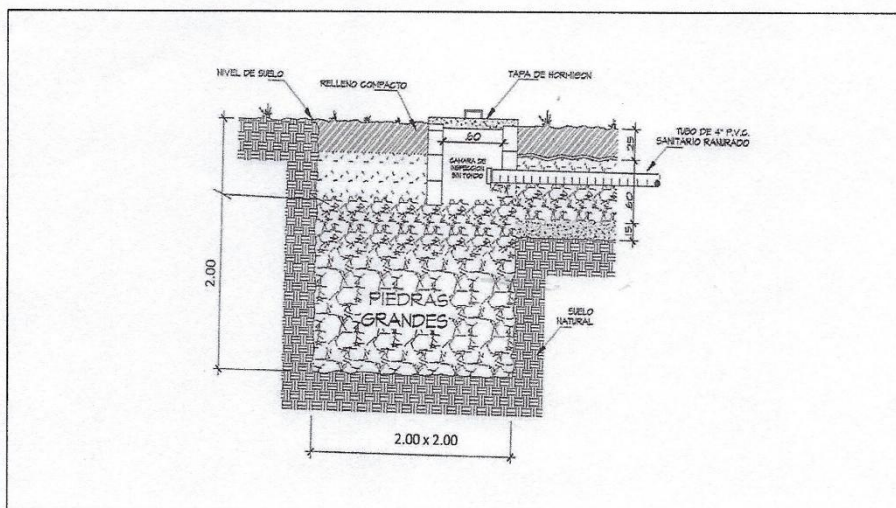 NIVEL DE SUELO
RELLENO COMPACTO
TAPA DE HORMIGON
TUBO DE 4" P.V.C.
SANITARIO RANURADO
.60
.25
CAMARA DE
INSPECCION
SIN FONDO
.60
.15
2.00
PIEDRAS
GRANDES
SUELO
NATURAL
2.00 x 2.00